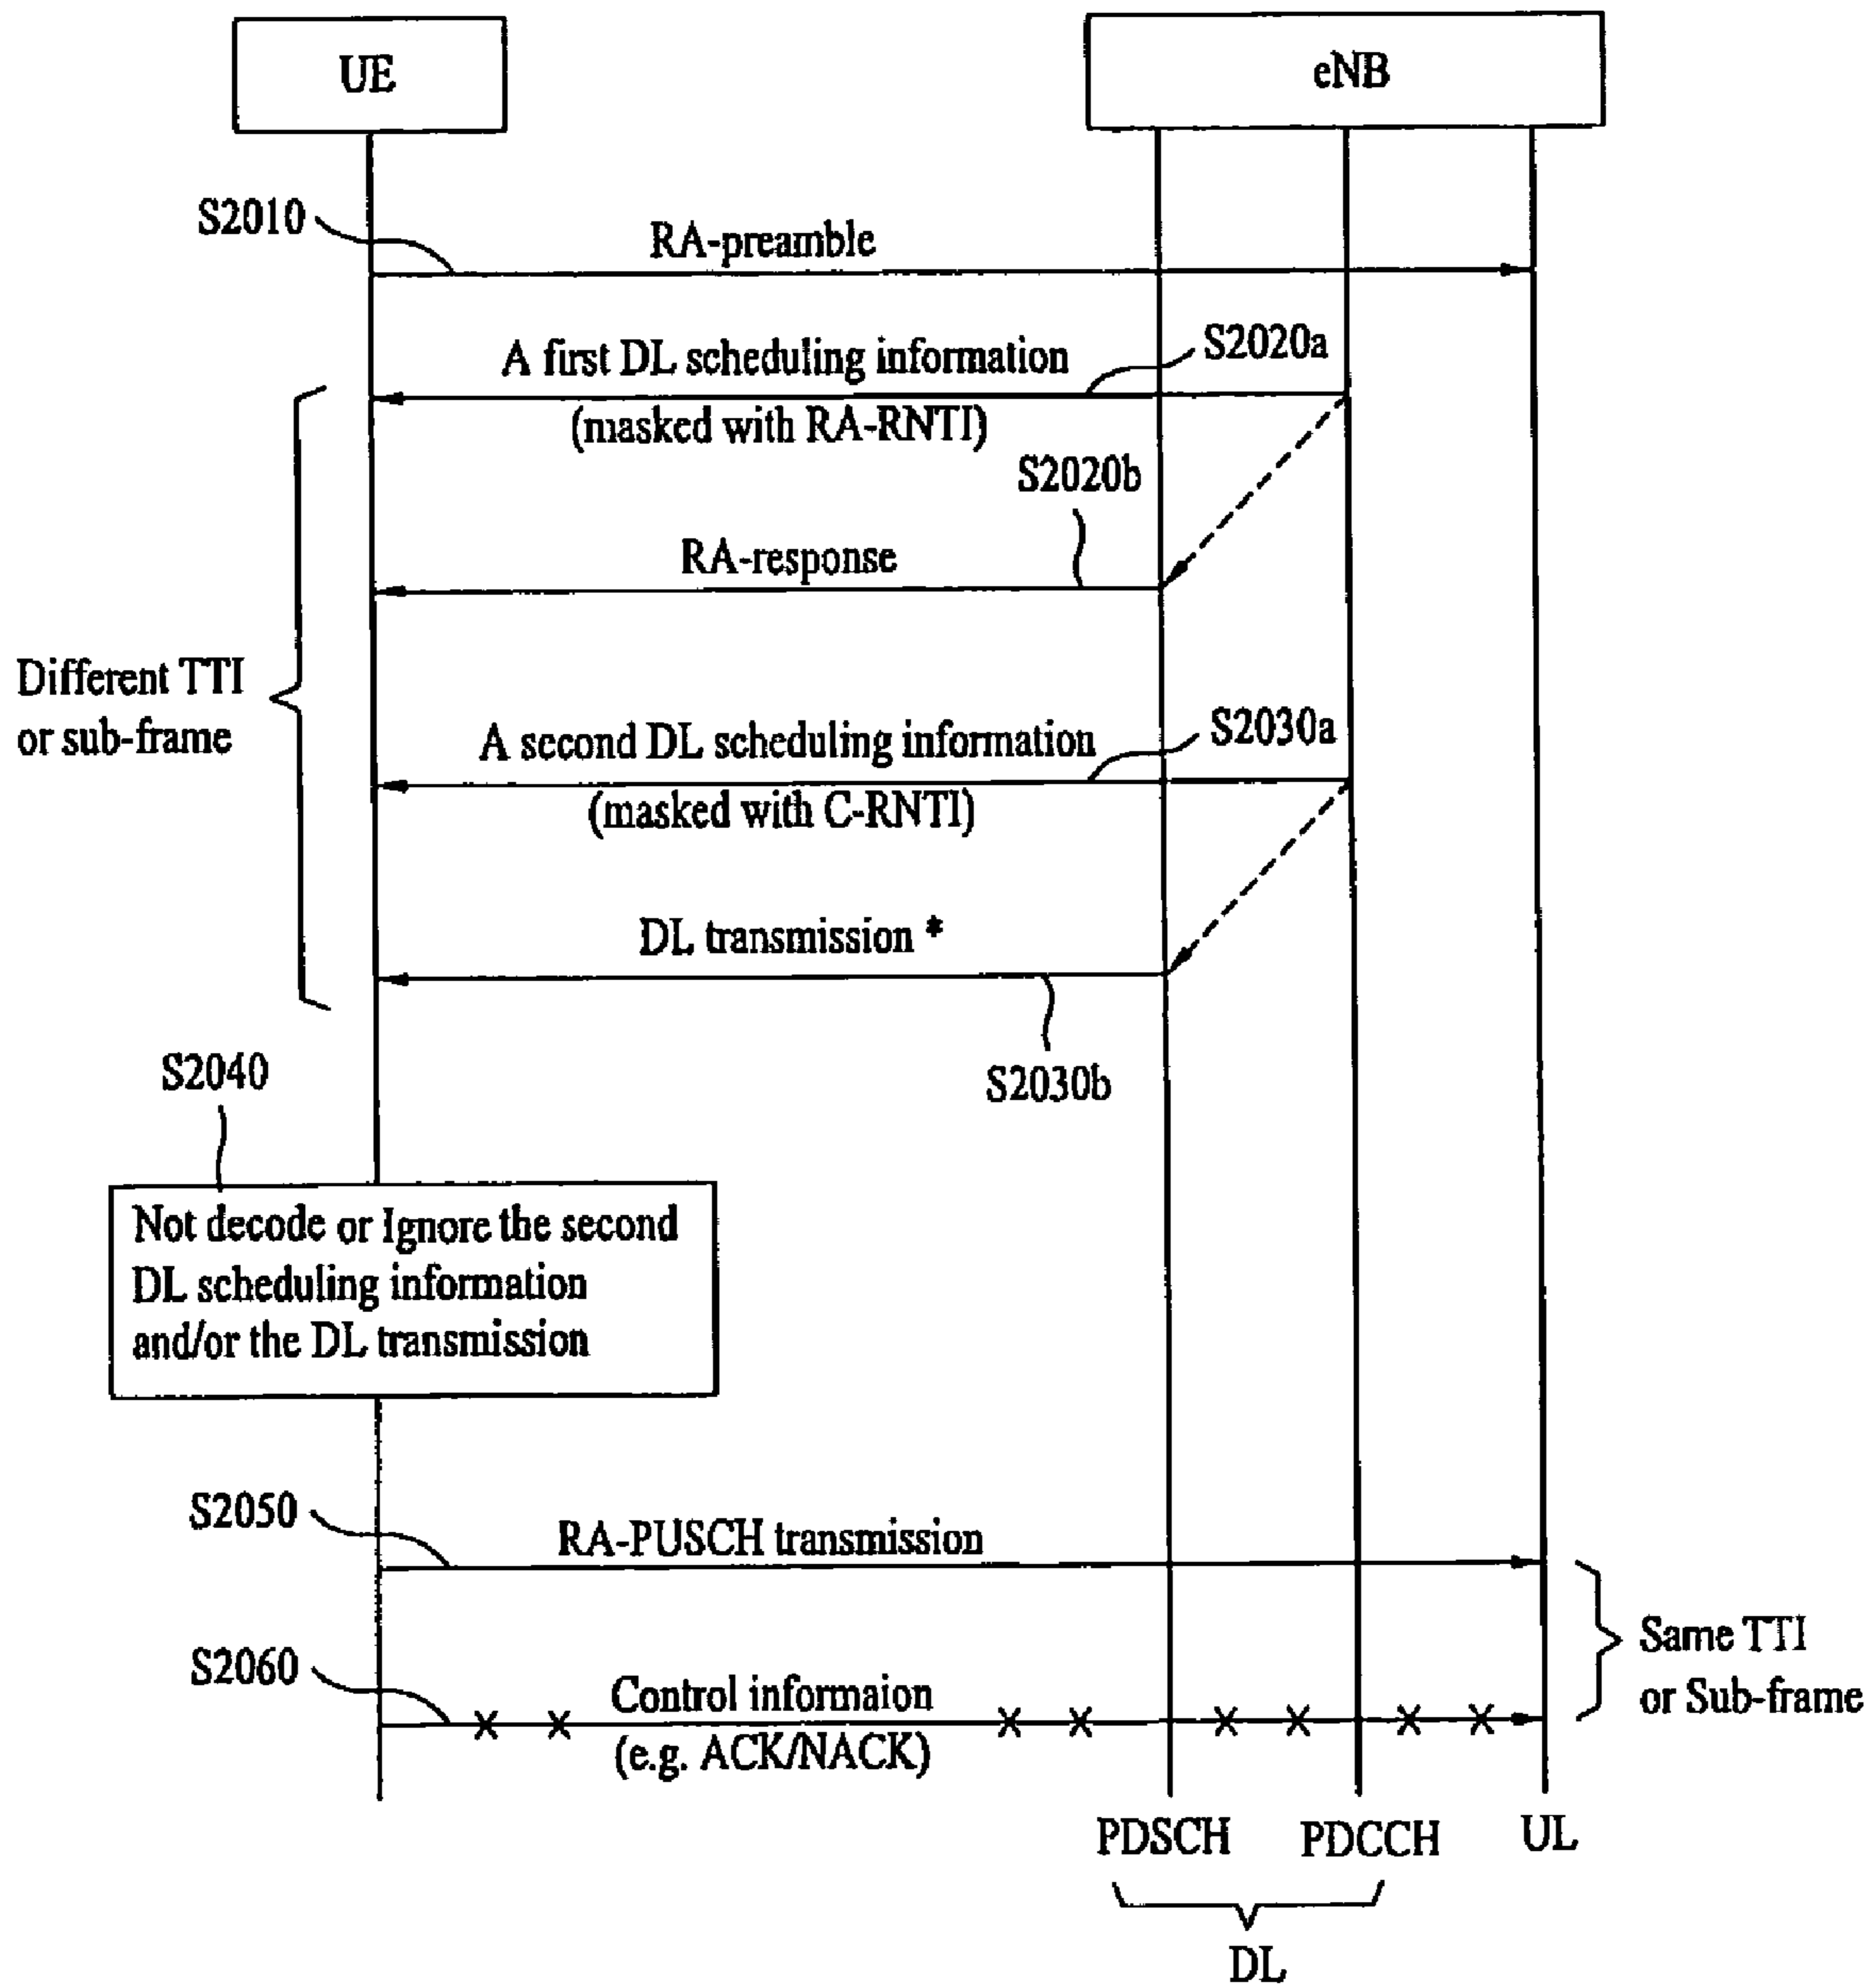 UE
eNB
S2010
RA-preamble
A first DL scheduling information
S2020a
(masked with RA-RNTI)
S2020b
RA-response
Different TTI
or sub-frame
A second DL scheduling information
S2030a
(masked with C-RNTI)
DL transmission *
S2030b
S2040
Not decode or Ignore the second
DL scheduling information
and/or the DL transmission
S2050
RA-PUSCH transmission
Same TTI
or Sub-frame
S2060
Control informaion
(e.g. ACK/NACK)
PDSCH
PDCCH
UL
DL